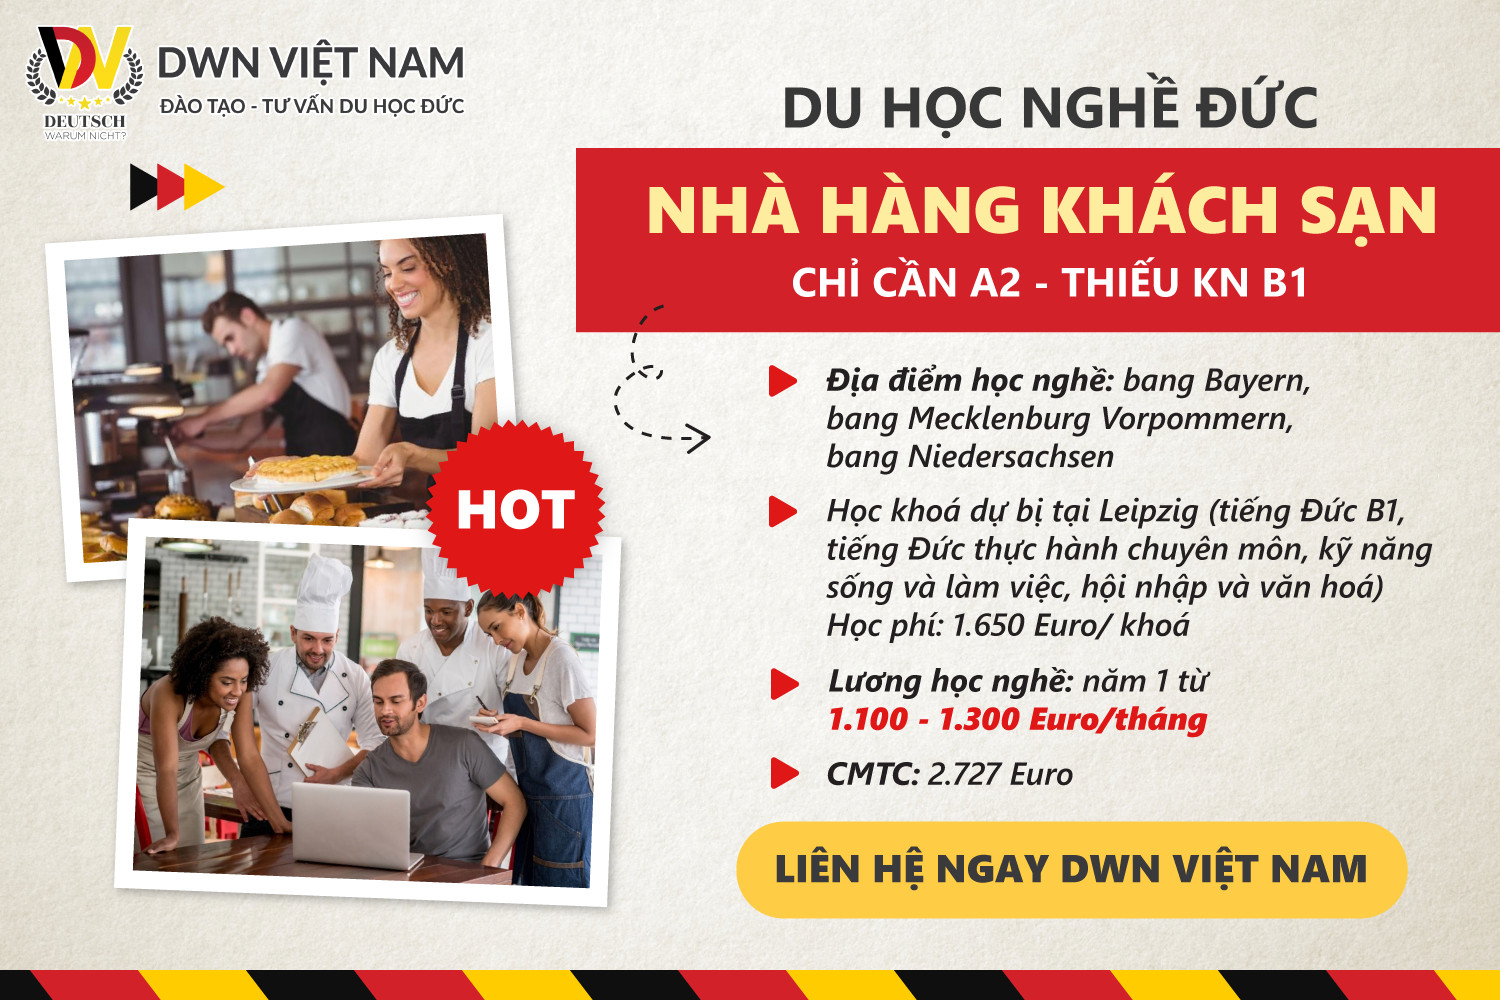 DWN VIỆT NAM
ĐÀO TẠO - TƯ VẤN DU HỌC ĐỨC
DEUTSCH
WARUM NICHT?
DU HỌC NGHỀ ĐỨC
NHÀ HÀNG KHÁCH SẠN
CHỈ CẦN A2 - THIẾU KN B1
HOT
Địa điểm học nghề: bang Bayern,
bang Mecklenburg Vorpommern,
bang Niedersachsen
Học khoá dự bị tại Leipzig (tiếng Đức B1,
tiếng Đức thực hành chuyên môn, kỹ năng
sống và làm việc, hội nhập và văn hoá)
Học phí: 1.650 Euro/ khoá
Lương học nghề: năm 1 từ
1.100 - 1.300 Euro/tháng
CMTC: 2.727 Euro
LIÊN HỆ NGAY DWN VIỆT NAM